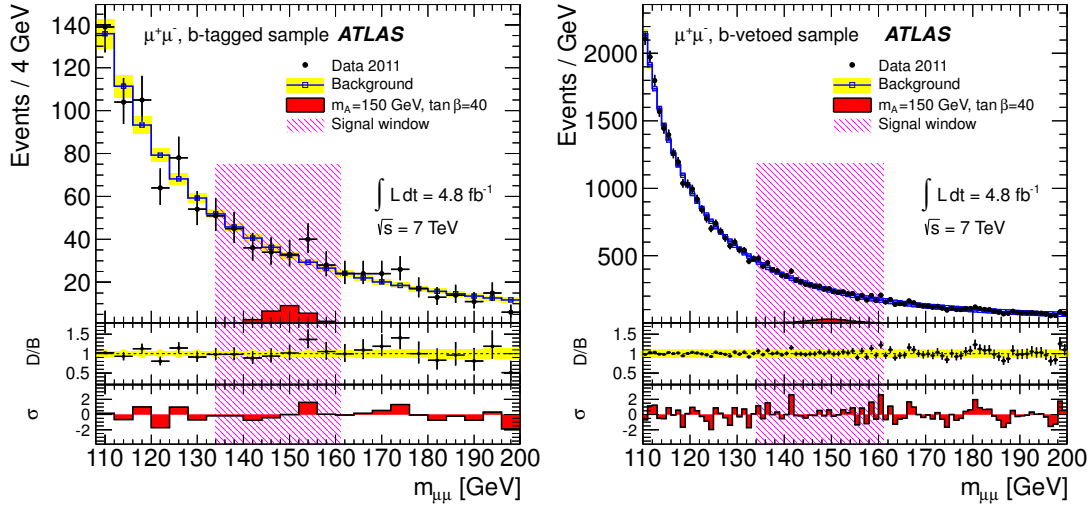 μ⁺μ⁻, b-tagged sample ATLAS
Data 2011
Background
m_A=150 GeV, tan β=40
Signal window
∫ L dt = 4.8 fb⁻¹
√s = 7 TeV
Events / 4 GeV
140
120
100
80
60
40
20
D/B
1.5
1
0.5
σ
2
0
-2
110 120 130 140 150 160 170 180 190 200
m_μμ [GeV]
μ⁺μ⁻, b-vetoed sample ATLAS
Data 2011
Background
m_A=150 GeV, tan β=40
Signal window
∫ L dt = 4.8 fb⁻¹
√s = 7 TeV
Events / GeV
2000
1500
1000
500
D/B
1.5
1
0.5
σ
2
0
-2
110 120 130 140 150 160 170 180 190 200
m_μμ [GeV]